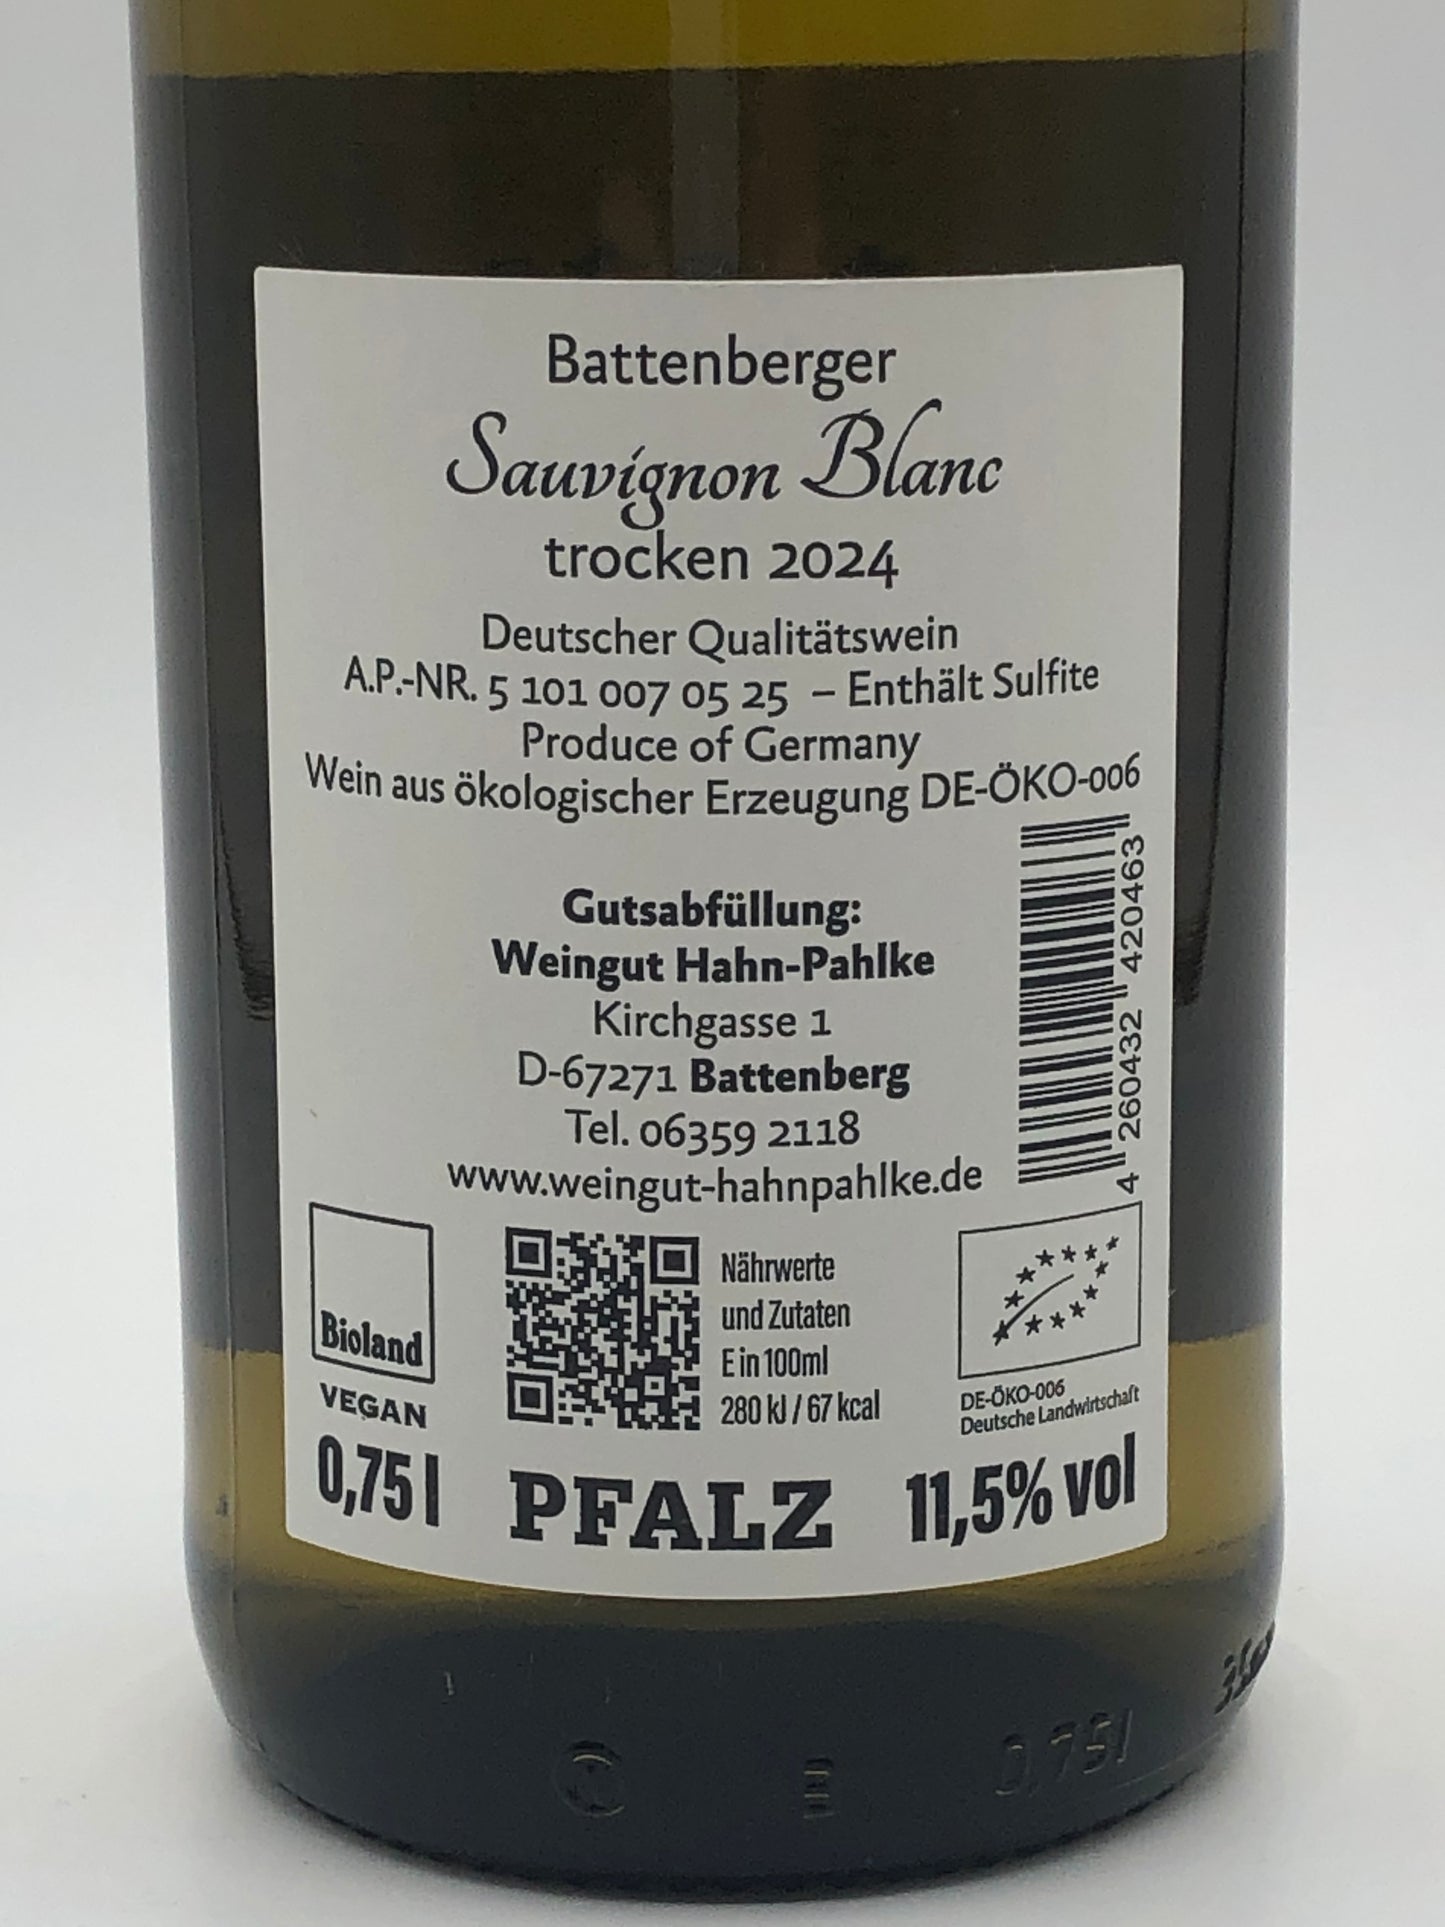 Battenberger
Sauvignon Blanc
trocken 2024
Deutscher Qualitätswein
A.P.-NR. 5 101 007 05 25 – Enthält Sulfite
Produce of Germany
Wein aus ökologischer Erzeugung DE-ÖKO-006
Gutsabfüllung:
Weingut Hahn-Pahlke
Kirchgasse 1
D-67271 Battenberg
Tel. 06359 2118
www.weingut-hahnpahlke.de
4 260432 420463
Bioland
VEGAN
Nährwerte
und Zutaten
E in 100ml
280 kJ / 67 kcal
DE-ÖKO-006
Deutsche Landwirtschaft
0,75 l
PFALZ
11,5% vol
0,75l